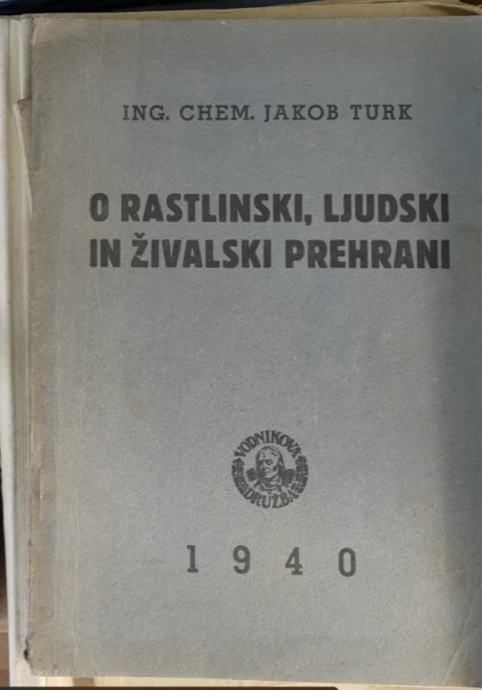 ING. CHEM. JAKOB TURK
O RASTLINSKI, LJUDSKI
IN ŽIVALSKI PREHRANI
VODNIKOVA
DRUŽBA
1940